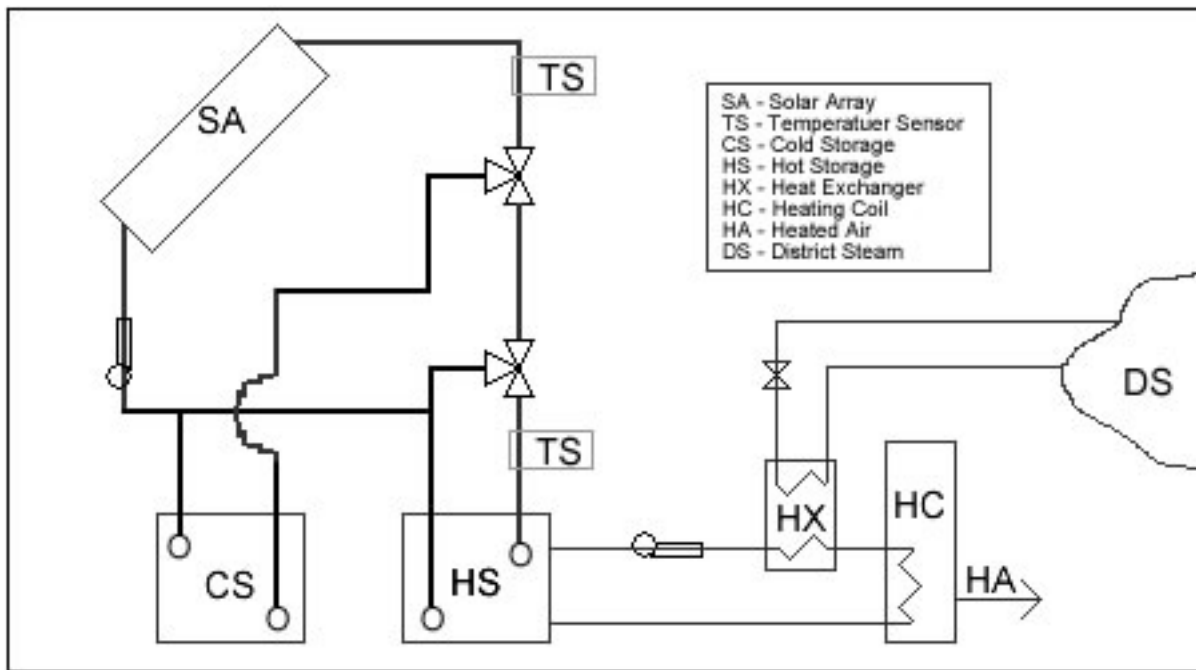 SA
TS
SA - Solar Array
TS - Temperatuer Sensor
CS - Cold Storage
HS - Hot Storage
HX - Heat Exchanger
HC - Heating Coil
HA - Heated Air
DS - District Steam
DS
TS
HX
HC
CS
HS
HA